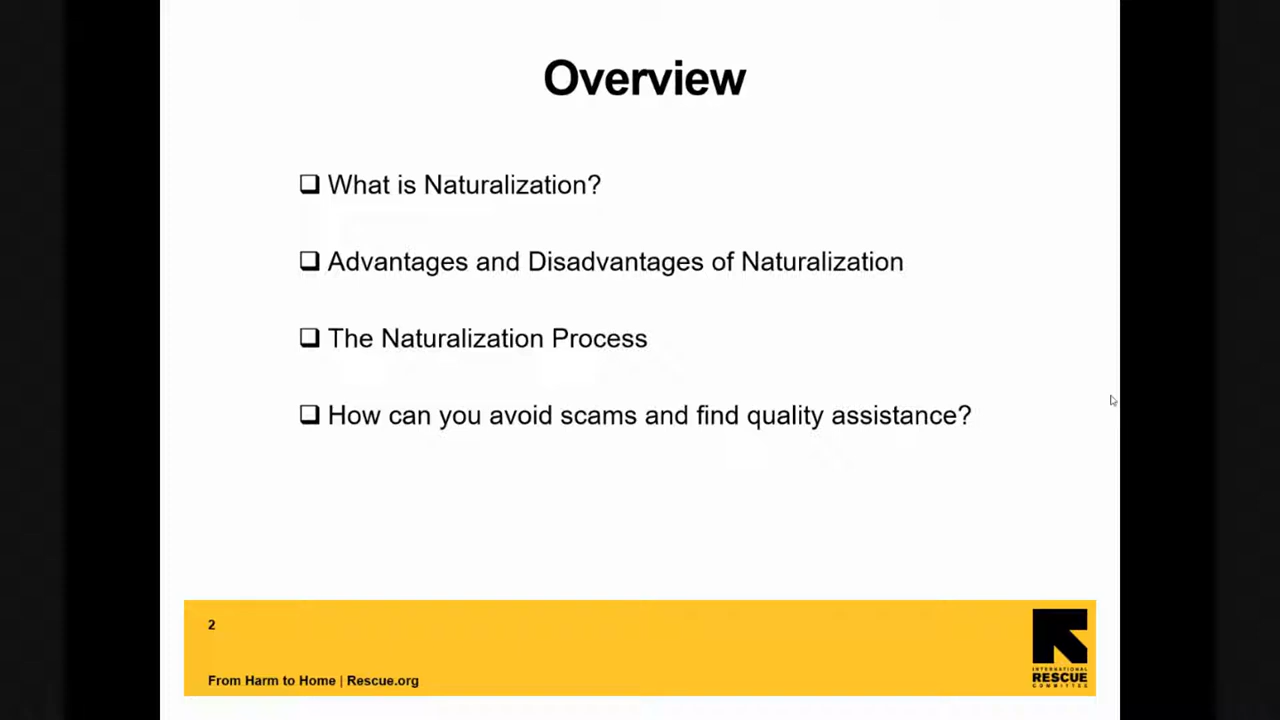 Overview
❑ What is Naturalization?
❑ Advantages and Disadvantages of Naturalization
❑ The Naturalization Process
❑ How can you avoid scams and find quality assistance?
2
From Harm to Home | Rescue.org
INTERNATIONAL
RESCUE
COMMITTEE